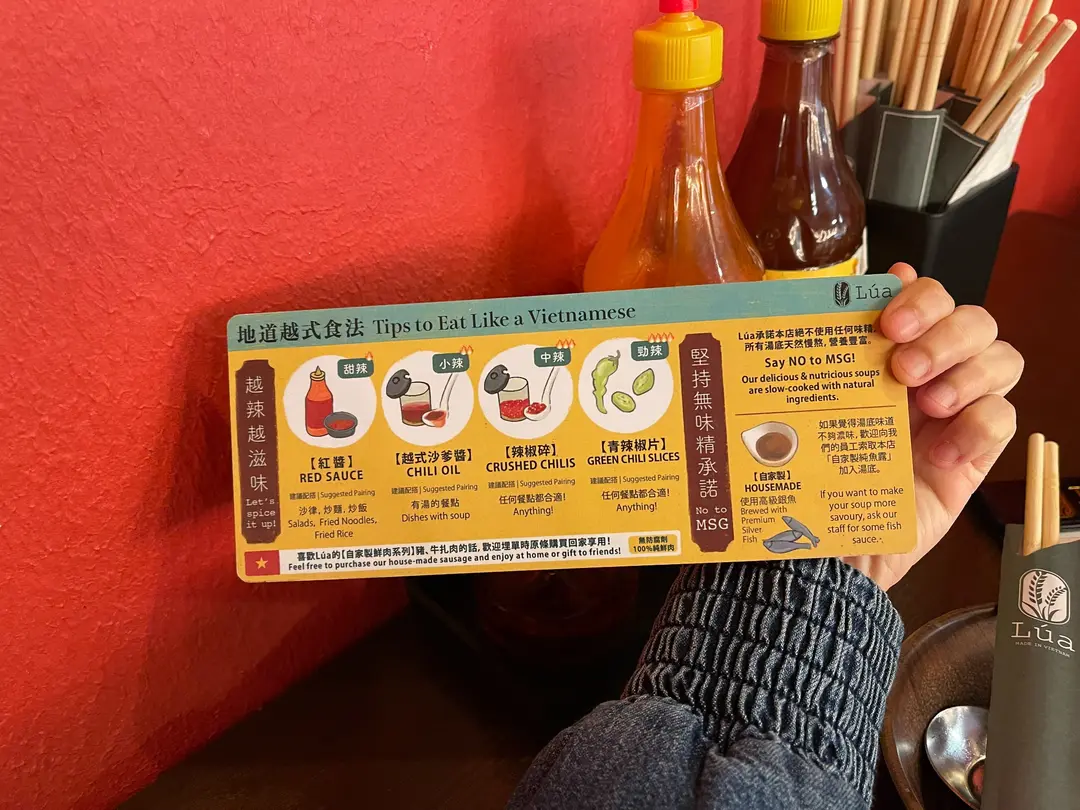 地道越式食法 Tips to Eat Like a Vietnamese
Lúa
越辣越滋味
Let's
spice
it up!
甜辣
【紅醬】
RED SAUCE
建議配搭 | Suggested Pairing
沙律, 炒麵, 炒飯
Salads, Fried Noodles,
Fried Rice
小辣
【越式沙爹醬】
CHILI OIL
建議配搭 | Suggested Pairing
有湯的餐點
Dishes with soup
中辣
【辣椒碎】
CRUSHED CHILIS
建議配搭 | Suggested Pairing
任何餐點都合適!
Anything!
勁辣
【青辣椒片】
GREEN CHILI SLICES
建議配搭 | Suggested Pairing
任何餐點都合適!
Anything!
堅持無味精承諾
No to
MSG
Lúa承諾本店絕不使用任何味精.
所有湯底天然慢熬, 營養豐富。
Say NO to MSG!
Our delicious & nutricious soups
are slow-cooked with natural
ingredients.
【自家製】
HOUSEMADE
使用高級銀魚
Brewed with
Premium
Silver
Fish
如果覺得湯底味道
不夠濃味, 歡迎向我
們的員工索取本店
「自家製純魚露」
加入湯底。
If you want to make
your soup more
savoury, ask our
staff for some fish
sauce.
喜歡Lúa的【自家製鮮肉系列】豬、牛扎肉的話, 歡迎埋單時原條購買回家享用!
Feel free to purchase our house-made sausage and enjoy at home or gift to friends!
無防腐劑
100%純鮮肉
Lúa
MADE IN VIETNAM